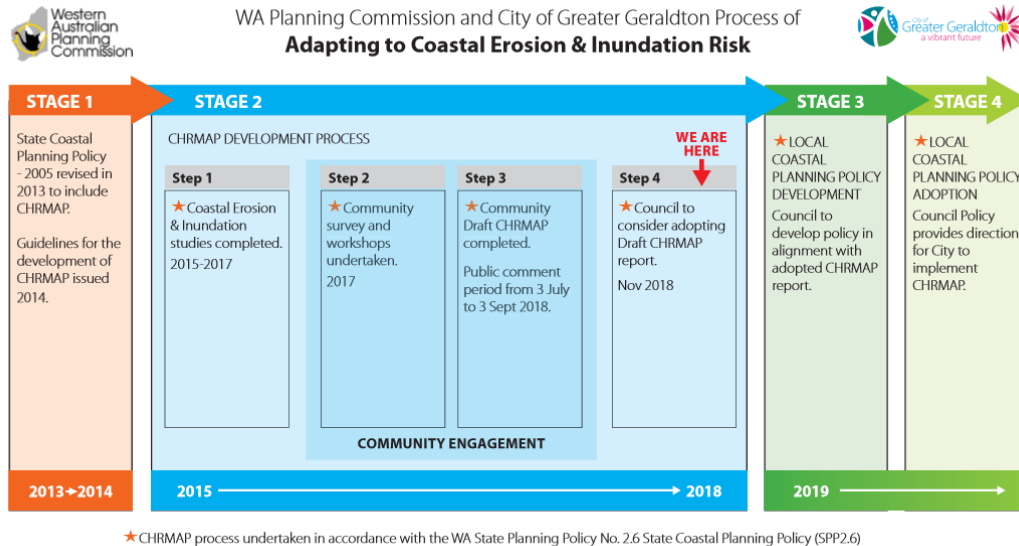 Western
Australian
Planning
Commission
WA Planning Commission and City of Greater Geraldton Process of
Adapting to Coastal Erosion & Inundation Risk
City of
Greater Geraldton
a vibrant future
STAGE 1
STAGE 2
STAGE 3
STAGE 4
State Coastal
Planning Policy
- 2005 revised in
2013 to include
CHRMAP.
Guidelines for the
development of
CHRMAP issued
2014.
CHRMAP DEVELOPMENT PROCESS
WE ARE
HERE
Step 1
★Coastal Erosion
& Inundation
studies completed.
2015-2017
Step 2
★Community
survey and
workshops
undertaken.
2017
Step 3
★Community
Draft CHRMAP
completed.
Public comment
period from 3 July
to 3 Sept 2018.
Step 4
★Council to
consider adopting
Draft CHRMAP
report.
Nov 2018
COMMUNITY ENGAGEMENT
★LOCAL
COASTAL
PLANNING POLICY
DEVELOPMENT
Council to
develop policy in
alignment with
adopted CHRMAP
report.
★LOCAL
COASTAL
PLANNING POLICY
ADOPTION
Council Policy
provides direction
for City to
implement
CHRMAP.
2013→2014
2015 → 2018
2019 →
★CHRMAP process undertaken in accordance with the WA State Planning Policy No. 2.6 State Coastal Planning Policy (SPP2.6)